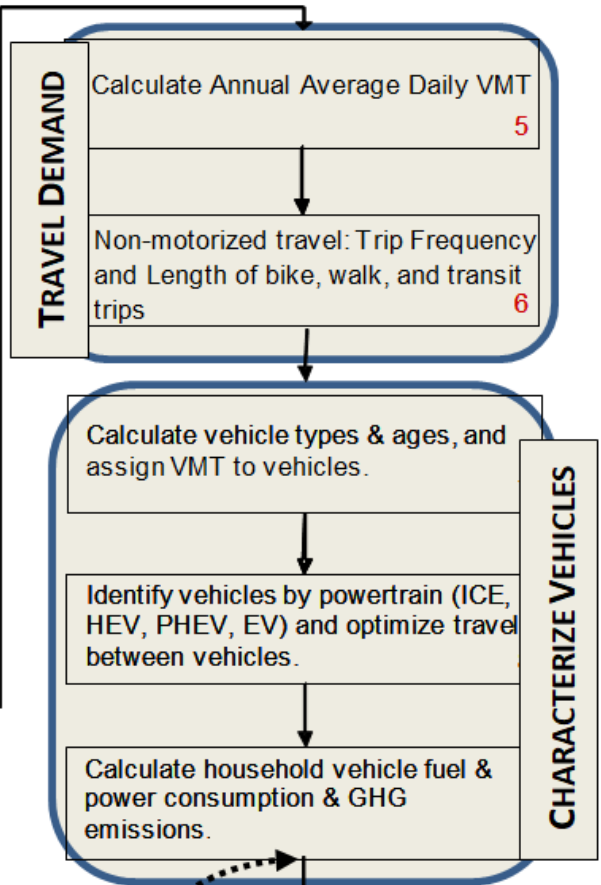 TRAVEL DEMAND
Calculate Annual Average Daily VMT
5
Non-motorized travel: Trip Frequency
and Length of bike, walk, and transit
trips
6
Calculate vehicle types & ages, and
assign VMT to vehicles.
Identify vehicles by powertrain (ICE,
HEV, PHEV, EV) and optimize travel
between vehicles.
Calculate household vehicle fuel &
power consumption & GHG
emissions.
CHARACTERIZE VEHICLES